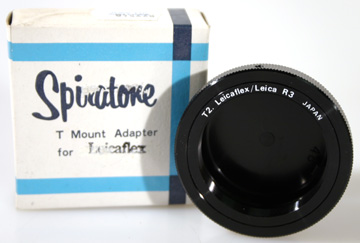 Spiratone
T Mount Adapter
for Leicaflex
T2. Leicaflex/Leica R3 JAPAN